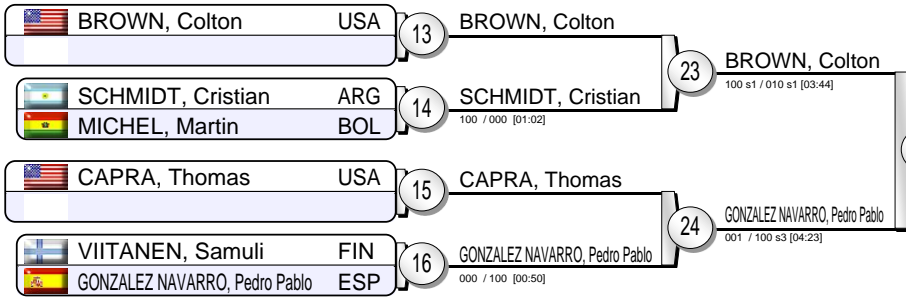 BROWN, Colton USA
13
BROWN, Colton
SCHMIDT, Cristian ARG
MICHEL, Martin BOL
14
SCHMIDT, Cristian
100 / 000 [01:02]
23
BROWN, Colton
100 s1 / 010 s1 [03:44]
CAPRA, Thomas USA
15
CAPRA, Thomas
VIITANEN, Samuli FIN
GONZALEZ NAVARRO, Pedro Pablo ESP
16
GONZALEZ NAVARRO, Pedro Pablo
000 / 100 [00:50]
24
GONZALEZ NAVARRO, Pedro Pablo
001 / 100 s3 [04:23]